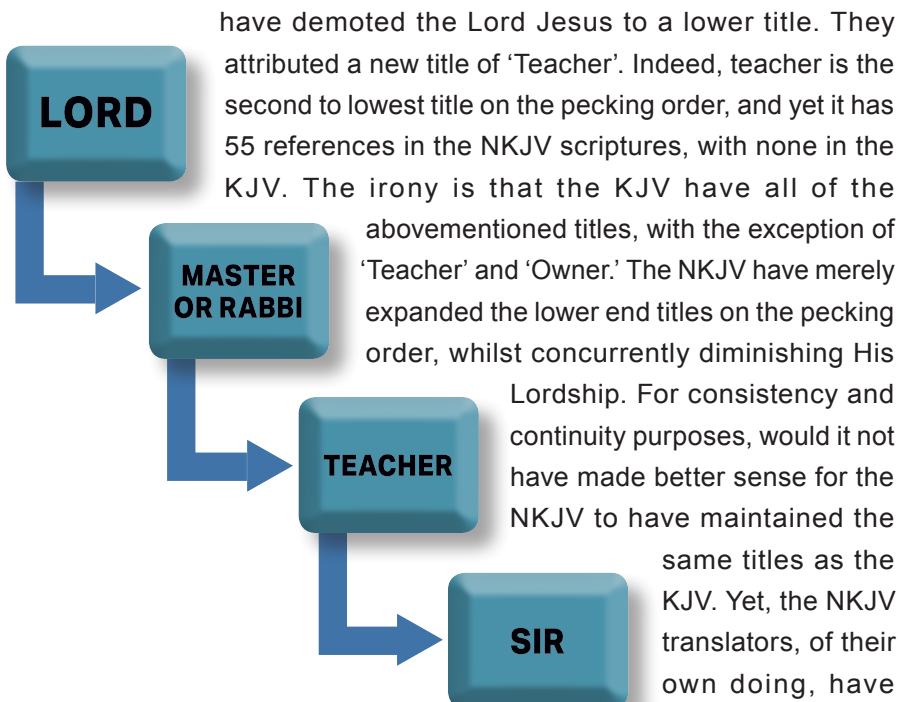 have demoted the Lord Jesus to a lower title. They
attributed a new title of ‘Teacher’. Indeed, teacher is the
second to lowest title on the pecking order, and yet it has
55 references in the NKJV scriptures, with none in the
KJV. The irony is that the KJV have all of the
abovementioned titles, with the exception of
‘Teacher’ and ‘Owner.’ The NKJV have merely
expanded the lower end titles on the pecking
order, whilst concurrently diminishing His
Lordship. For consistency and
continuity purposes, would it not
have made better sense for the
NKJV to have maintained the
same titles as the
KJV. Yet, the NKJV
translators, of their
own doing, have
LORD
MASTER
OR RABBI
TEACHER
SIR